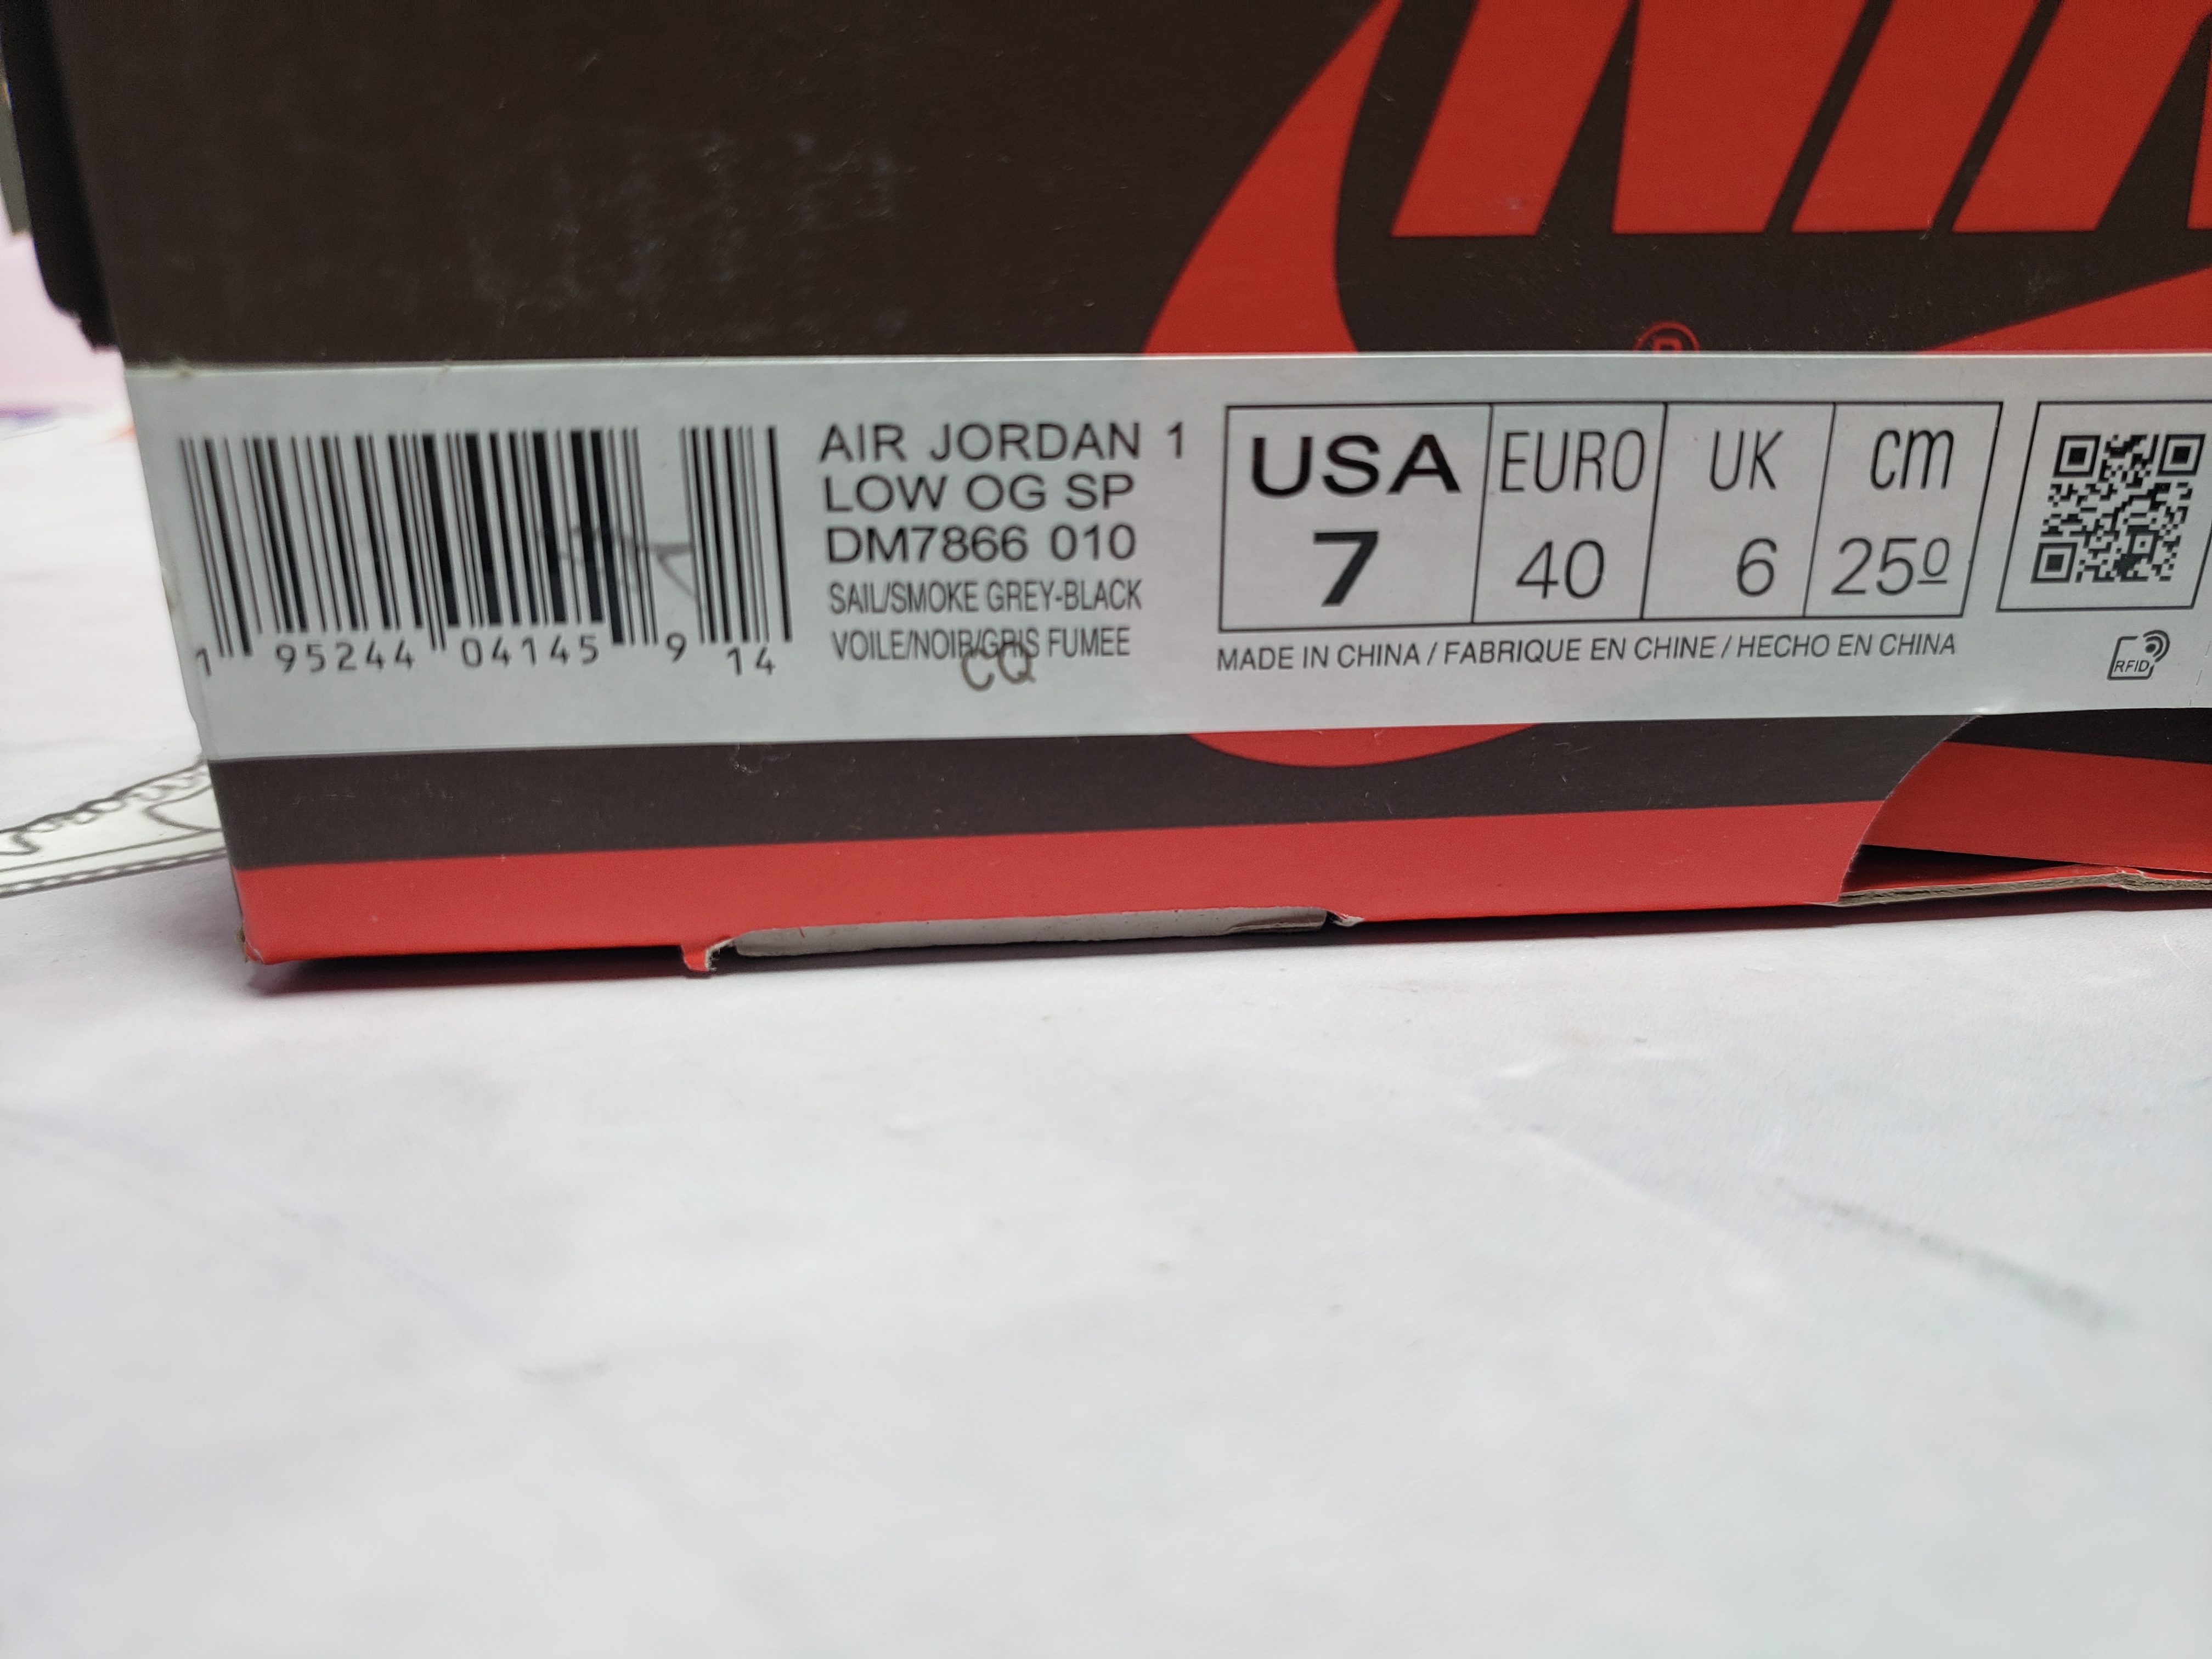 NIK
®
AIR JORDAN 1
LOW OG SP
DM7866 010
SAIL/SMOKE GREY-BLACK
VOILE/NOIR/GRIS FUMEE
CQ
1 95244 04145 9 14
USA EURO UK cm
7 40 6 25⁰
MADE IN CHINA / FABRIQUE EN CHINE / HECHO EN CHINA
RFID